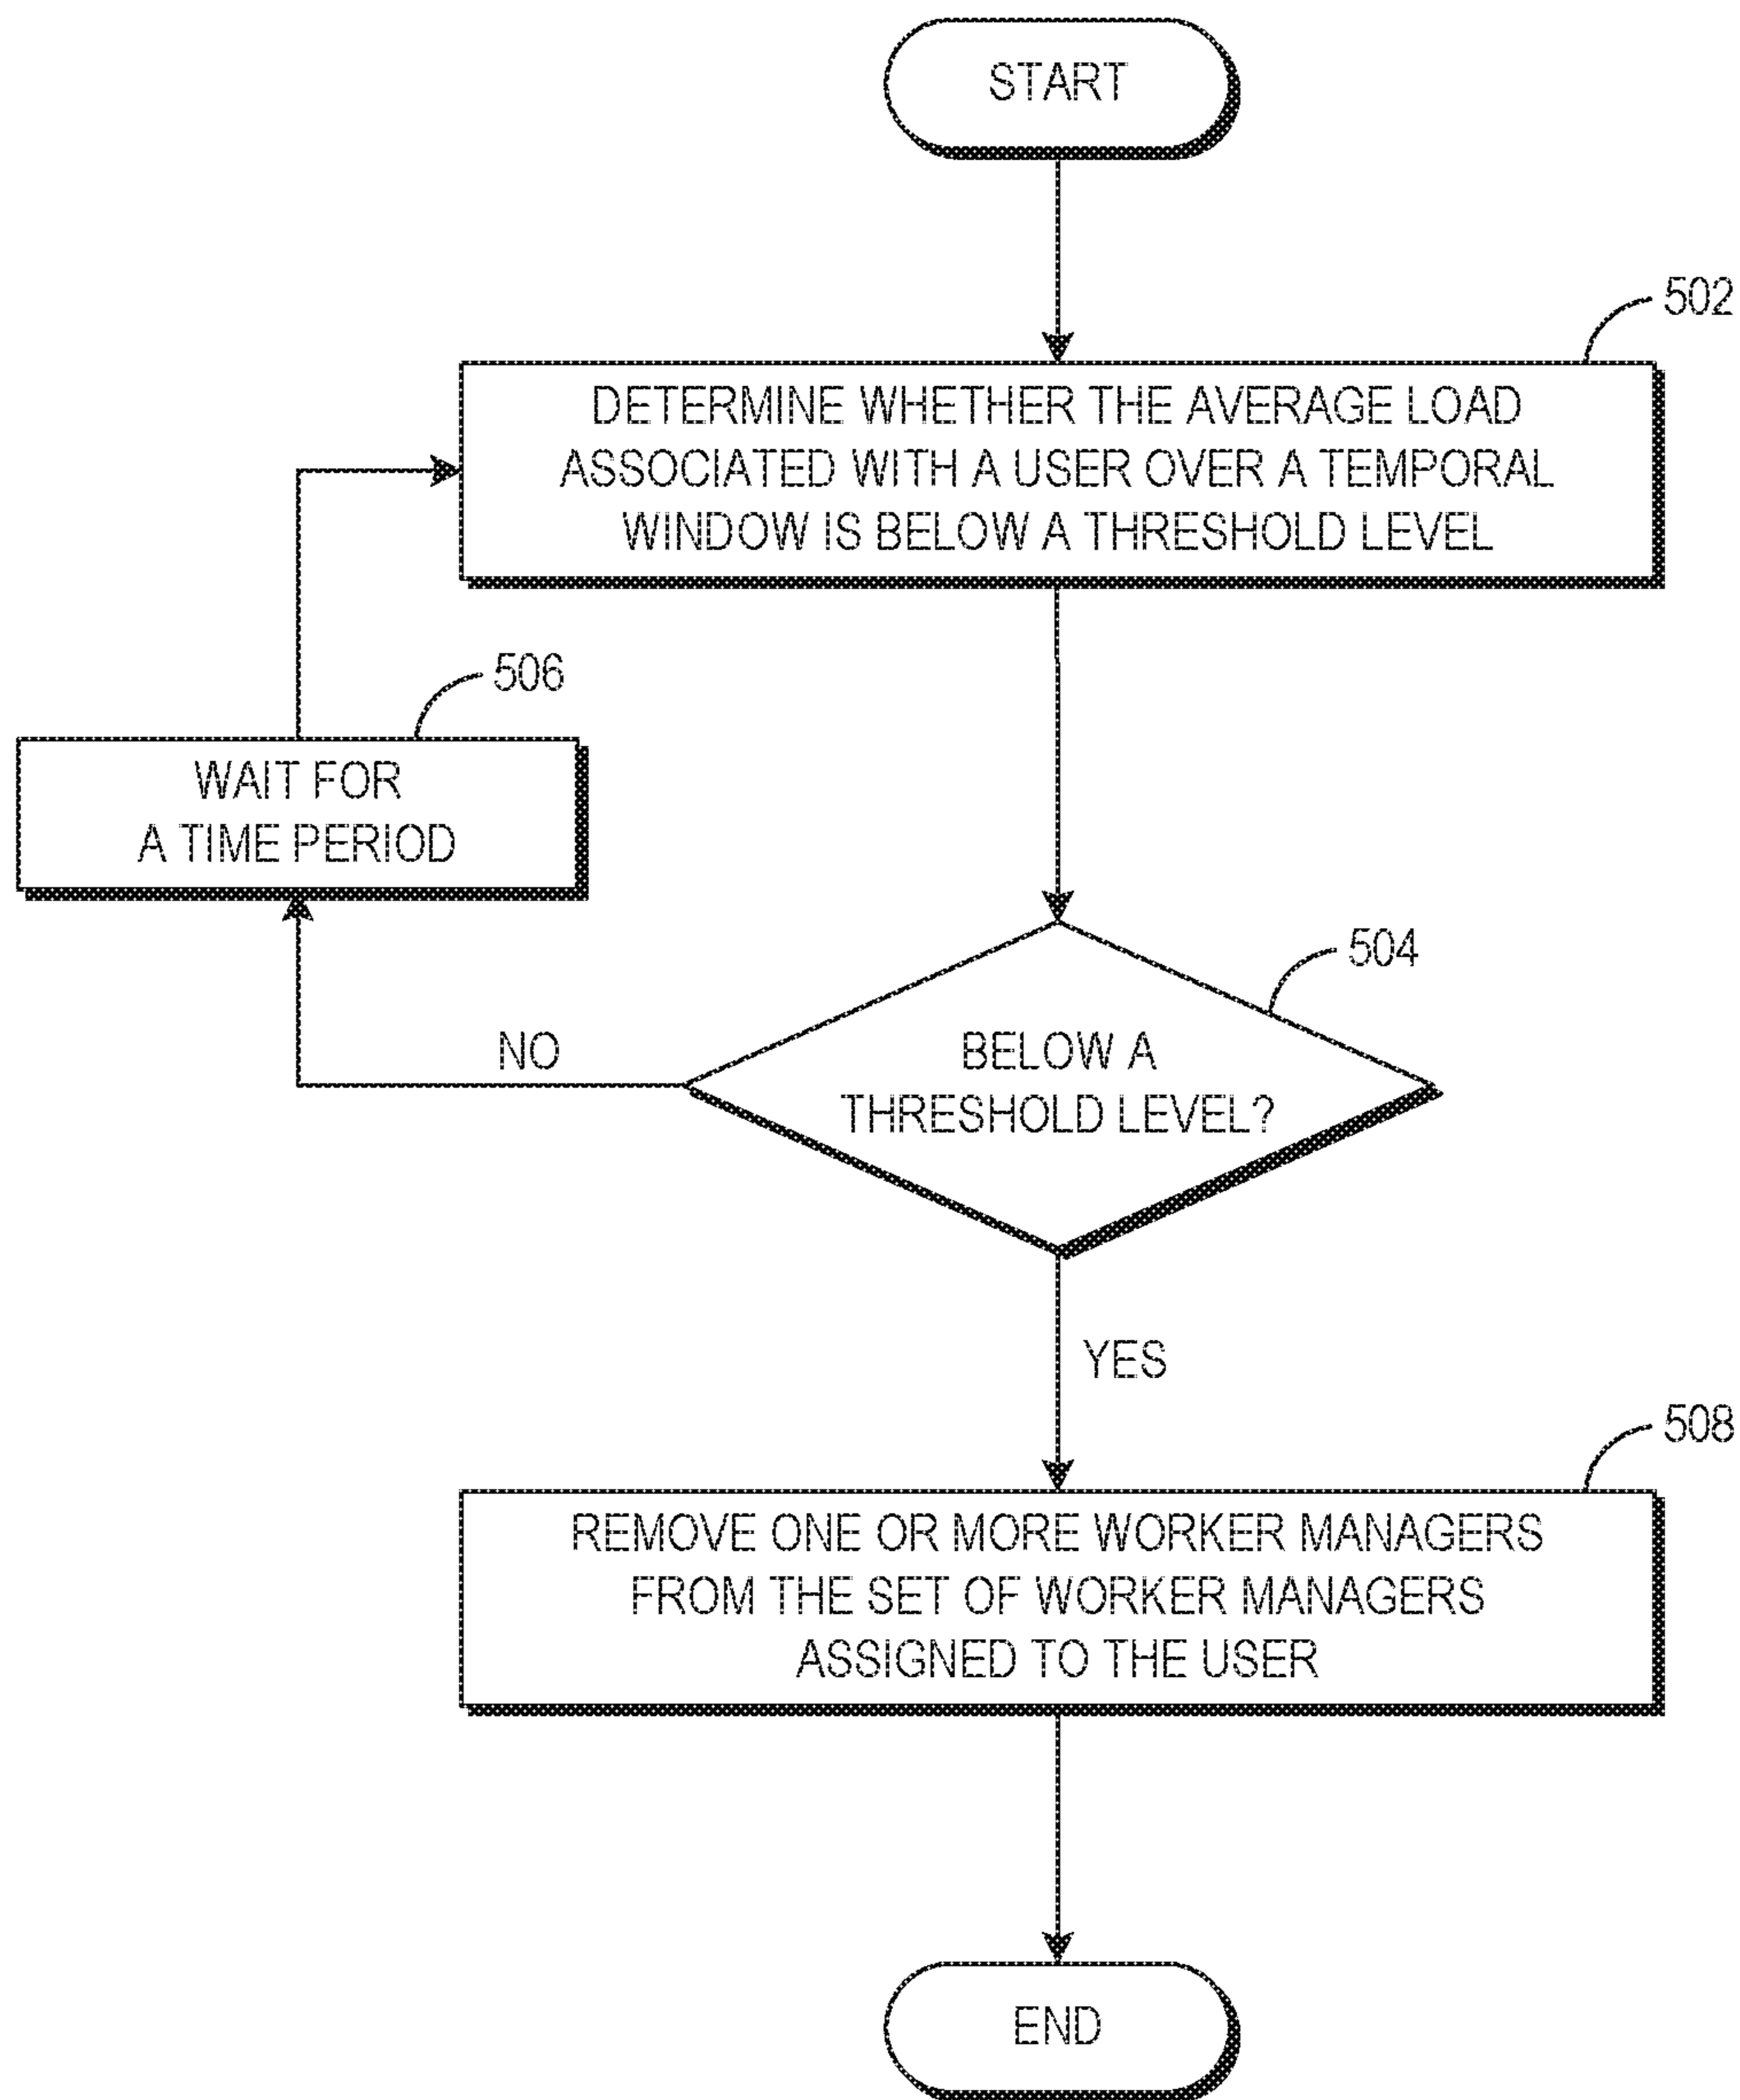 START
502
DETERMINE WHETHER THE AVERAGE LOAD
ASSOCIATED WITH A USER OVER A TEMPORAL
WINDOW IS BELOW A THRESHOLD LEVEL
506
WAIT FOR
A TIME PERIOD
504
BELOW A
THRESHOLD LEVEL?
NO
YES
508
REMOVE ONE OR MORE WORKER MANAGERS
FROM THE SET OF WORKER MANAGERS
ASSIGNED TO THE USER
END